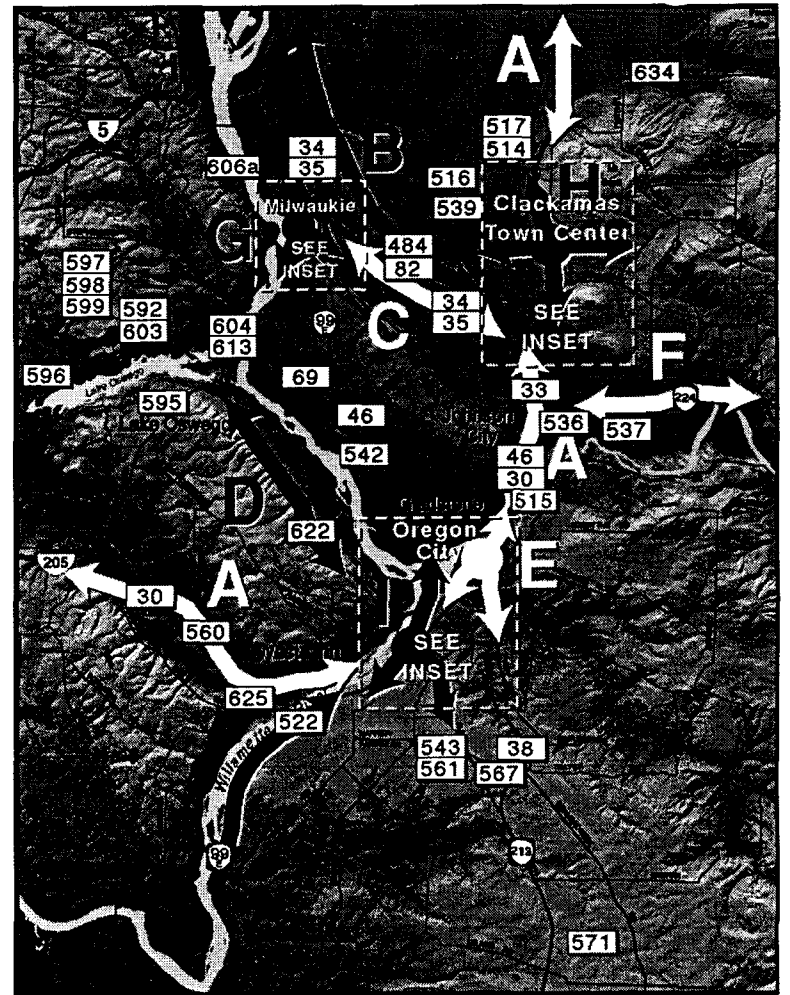 A
634
5
517
514
34
35
606a
B
516
H
Milwaukie
539
Clackamas
Town Center
G
484
82
SEE
INSET
597
598
599
592
603
34
35
99
C
604
613
SEE
INSET
596
Lake Oswego
69
33
F
224
595
Lake Oswego
46
Johnson
City
536
537
A
542
46
30
515
D
Gladstone
622
Oregon
City
E
205
A
30
560
SEE
INSET
625
522
Willamette
543
561
38
567
99
E
213
571